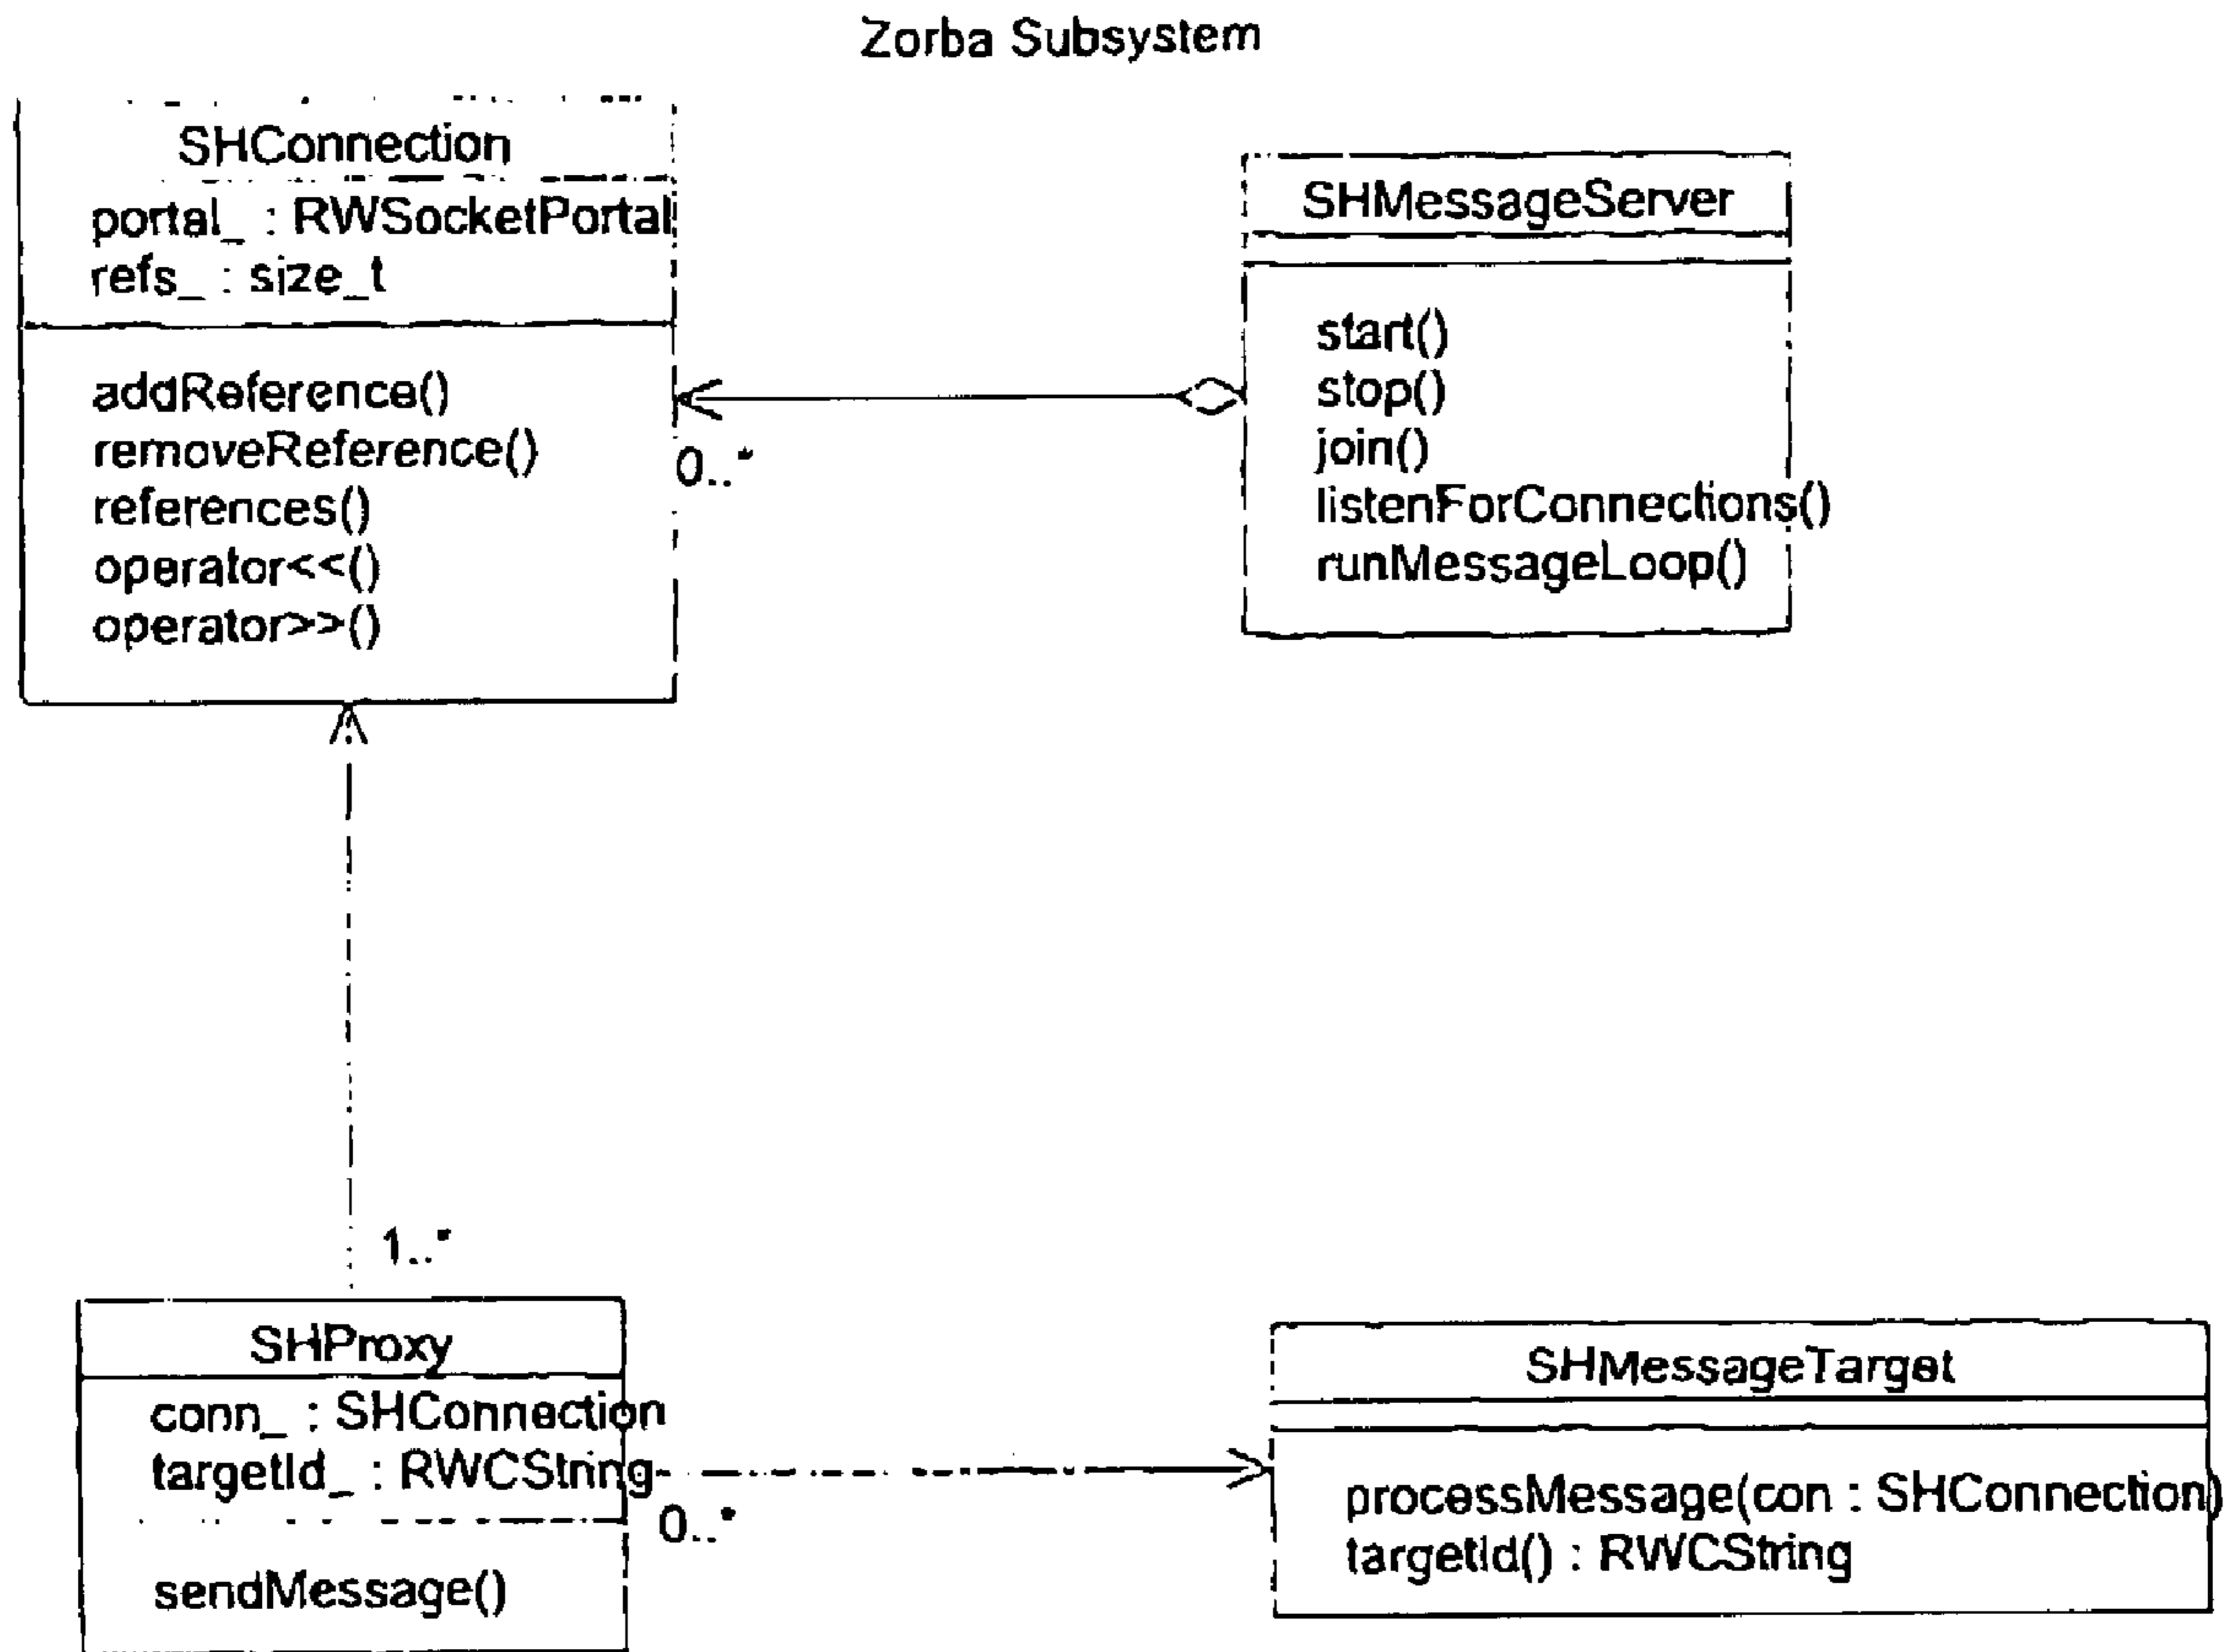 Zorba Subsystem
SHConnection
portal_ : RWSocketPortal
refs_ : size_t
addReference()
removeReference()
references()
operator<<()
operator>>()
0..*
SHMessageServer
start()
stop()
join()
listenForConnections()
runMessageLoop()
1..*
SHProxy
conn_ : SHConnection
targetId_ : RWCString
sendMessage()
0..*
SHMessageTarget
processMessage(con : SHConnection)
targetId() : RWCString